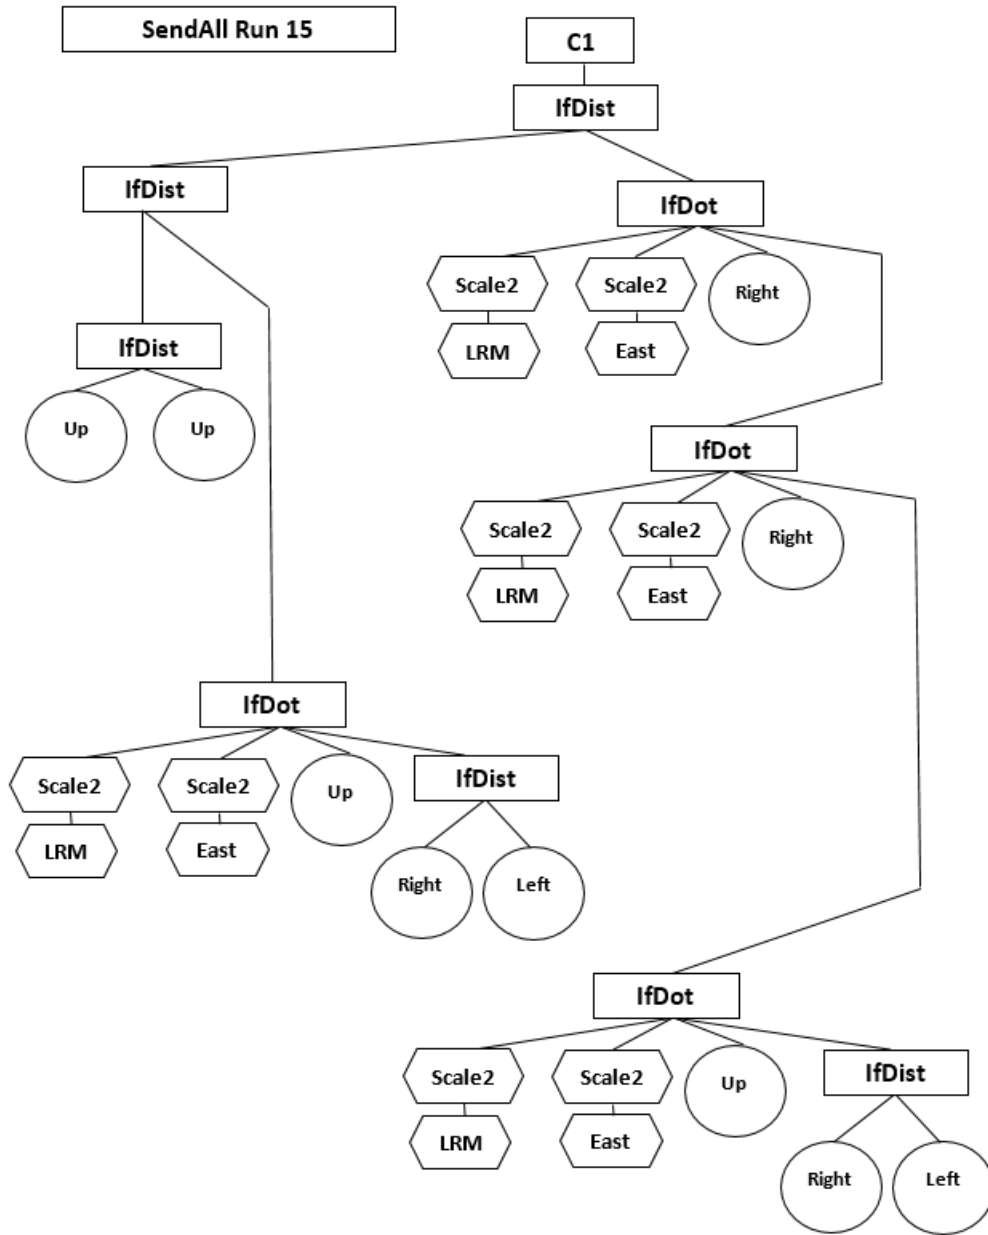 SendAll Run 15
C1
IfDist
IfDist
IfDot
Scale2
Scale2
Right
LRM
East
IfDist
Up
Up
IfDot
Scale2
Scale2
Right
LRM
East
IfDot
Scale2
Scale2
Up
IfDist
LRM
East
Right
Left
IfDot
Scale2
Scale2
Up
IfDist
LRM
East
Right
Left